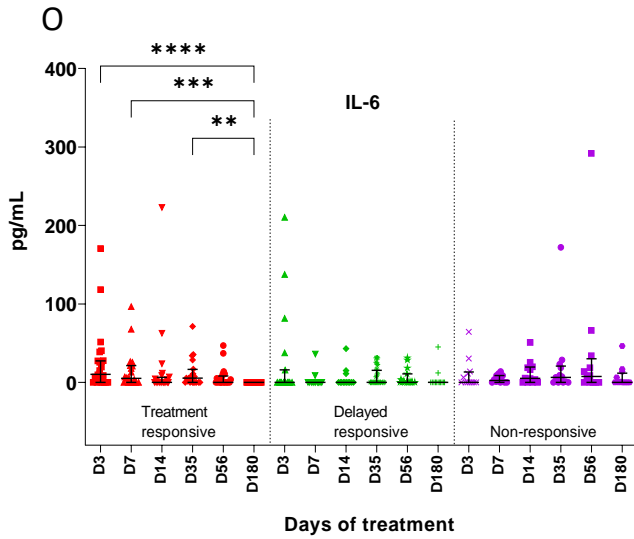 O
****
***
**
IL-6
pg/mL
400
300
200
100
0
Treatment
responsive
Delayed
responsive
Non-responsive
D3 D7 D14 D35 D56 D180 D3 D7 D14 D35 D56 D180 D3 D7 D14 D35 D56 D180
Days of treatment